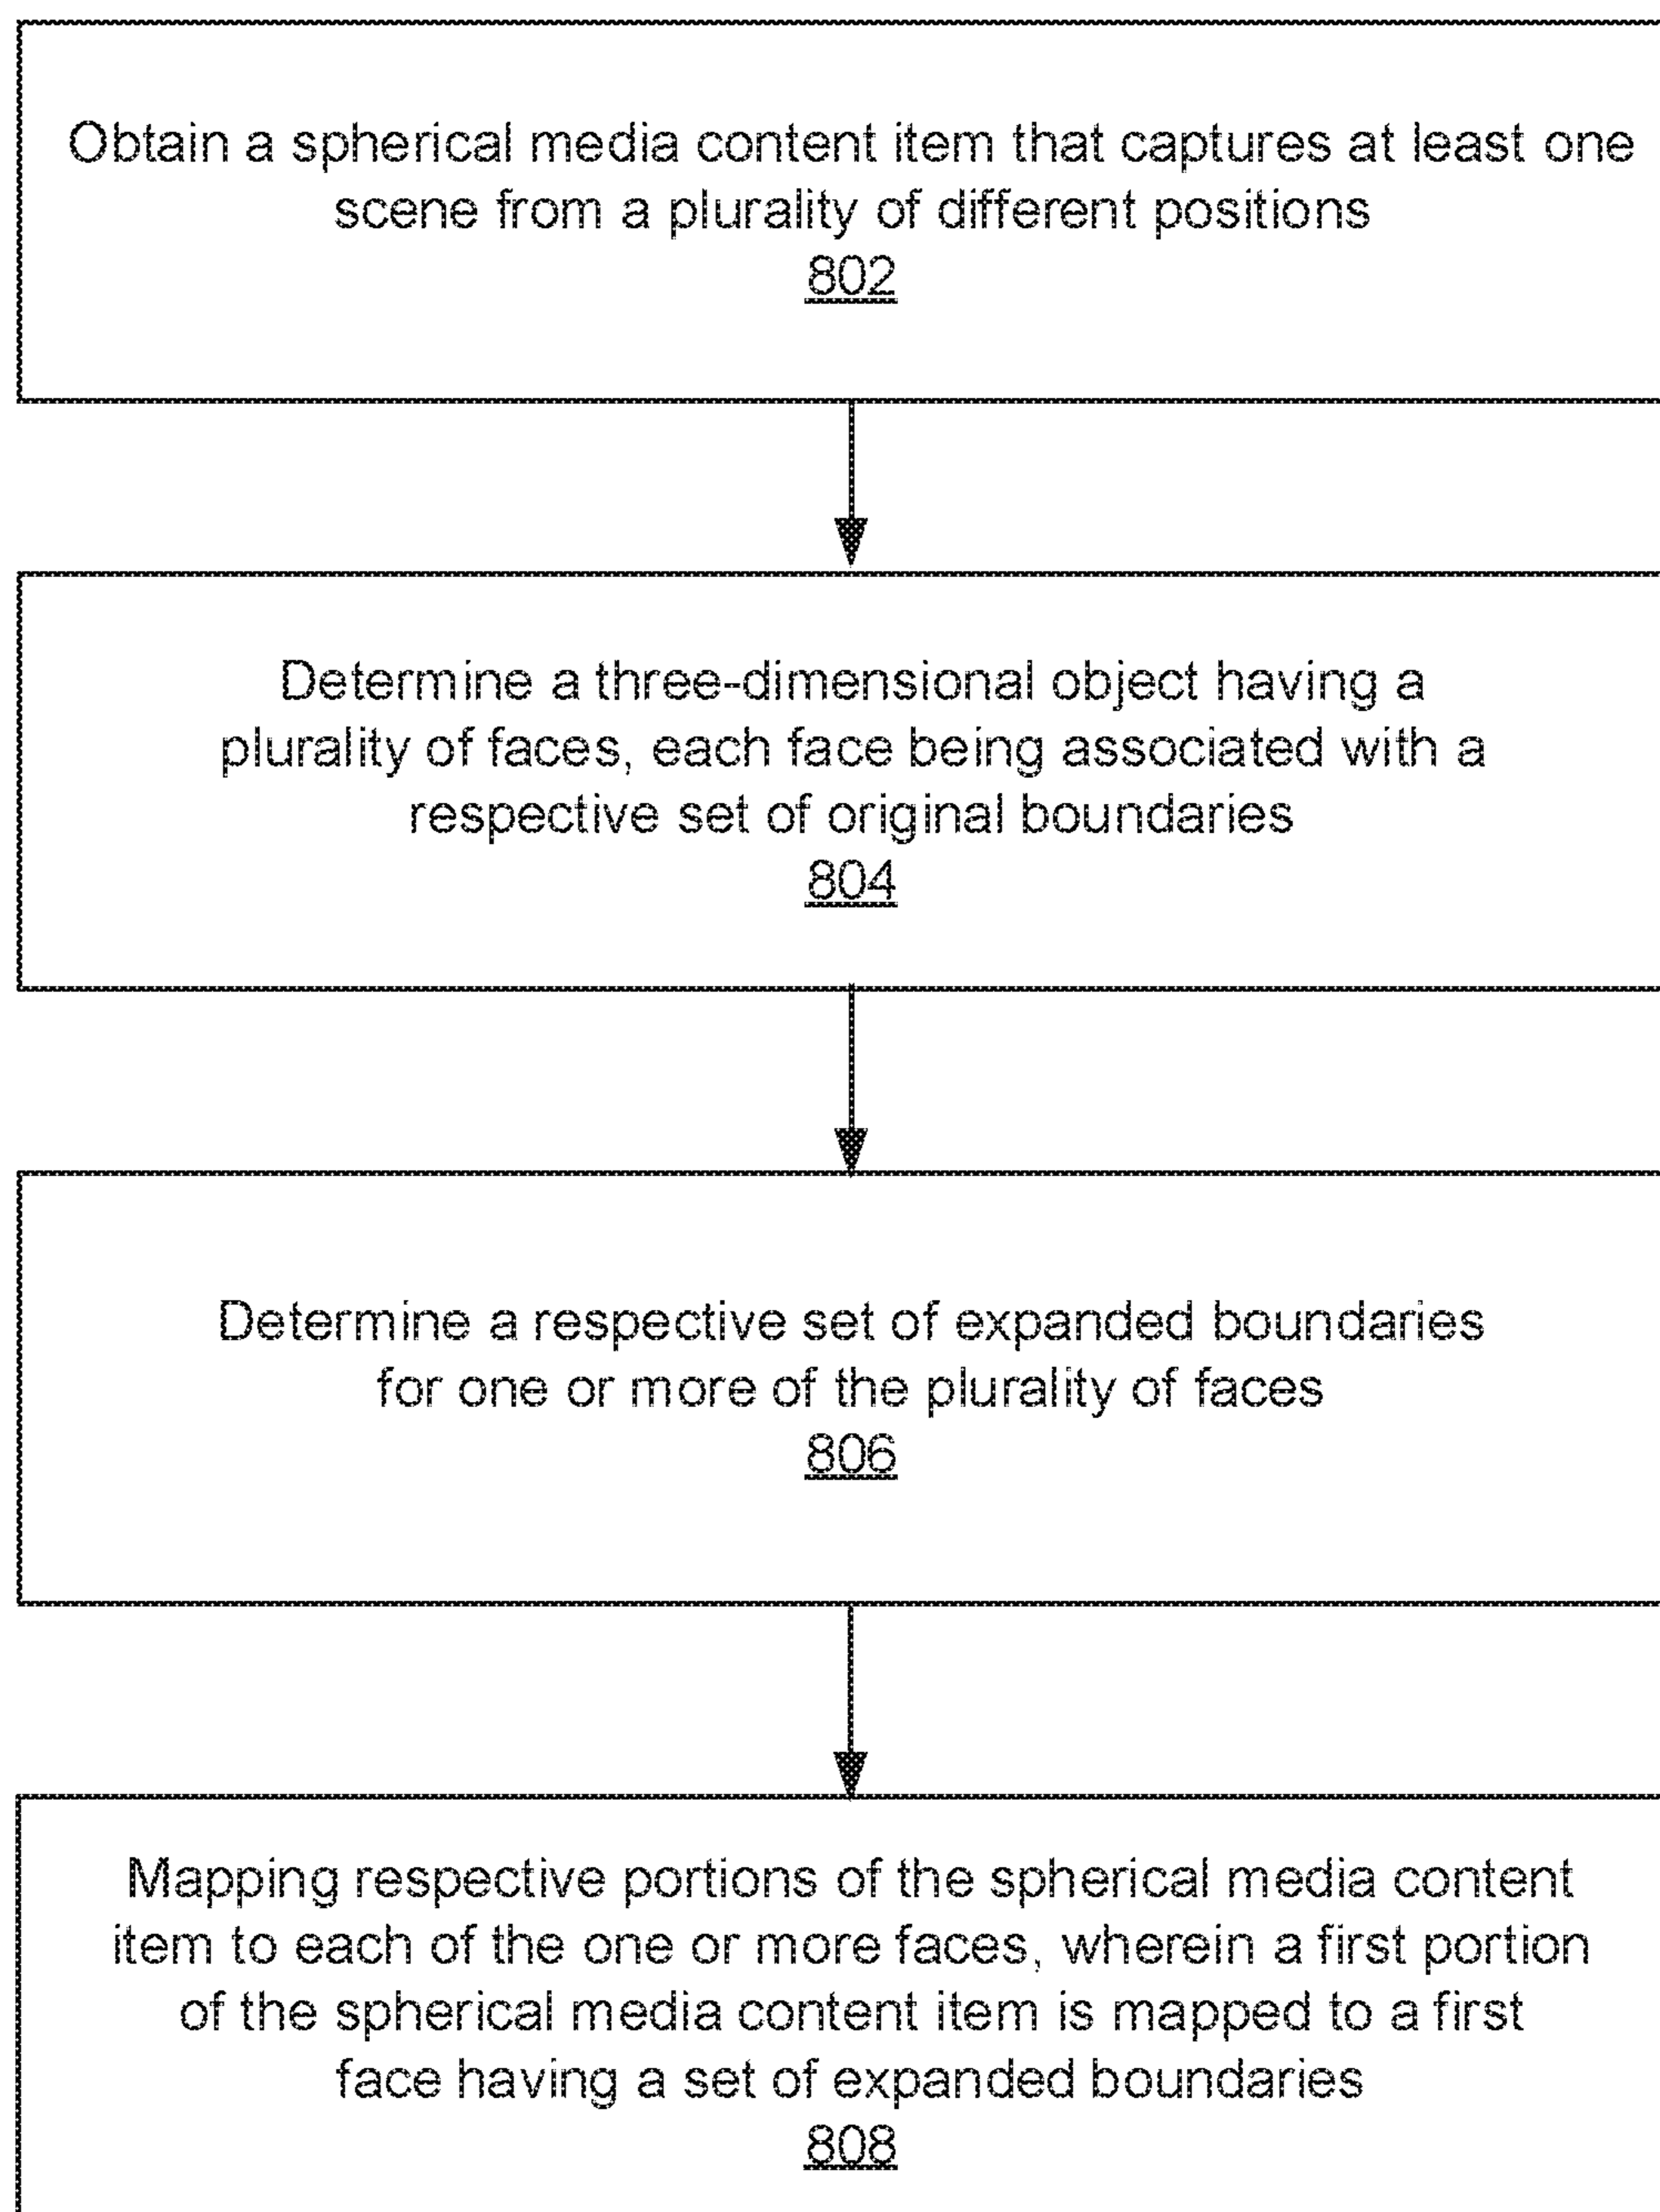 Obtain a spherical media content item that captures at least one
scene from a plurality of different positions
802
Determine a three-dimensional object having a
plurality of faces, each face being associated with a
respective set of original boundaries
804
Determine a respective set of expanded boundaries
for one or more of the plurality of faces
806
Mapping respective portions of the spherical media content
item to each of the one or more faces, wherein a first portion
of the spherical media content item is mapped to a first
face having a set of expanded boundaries
808